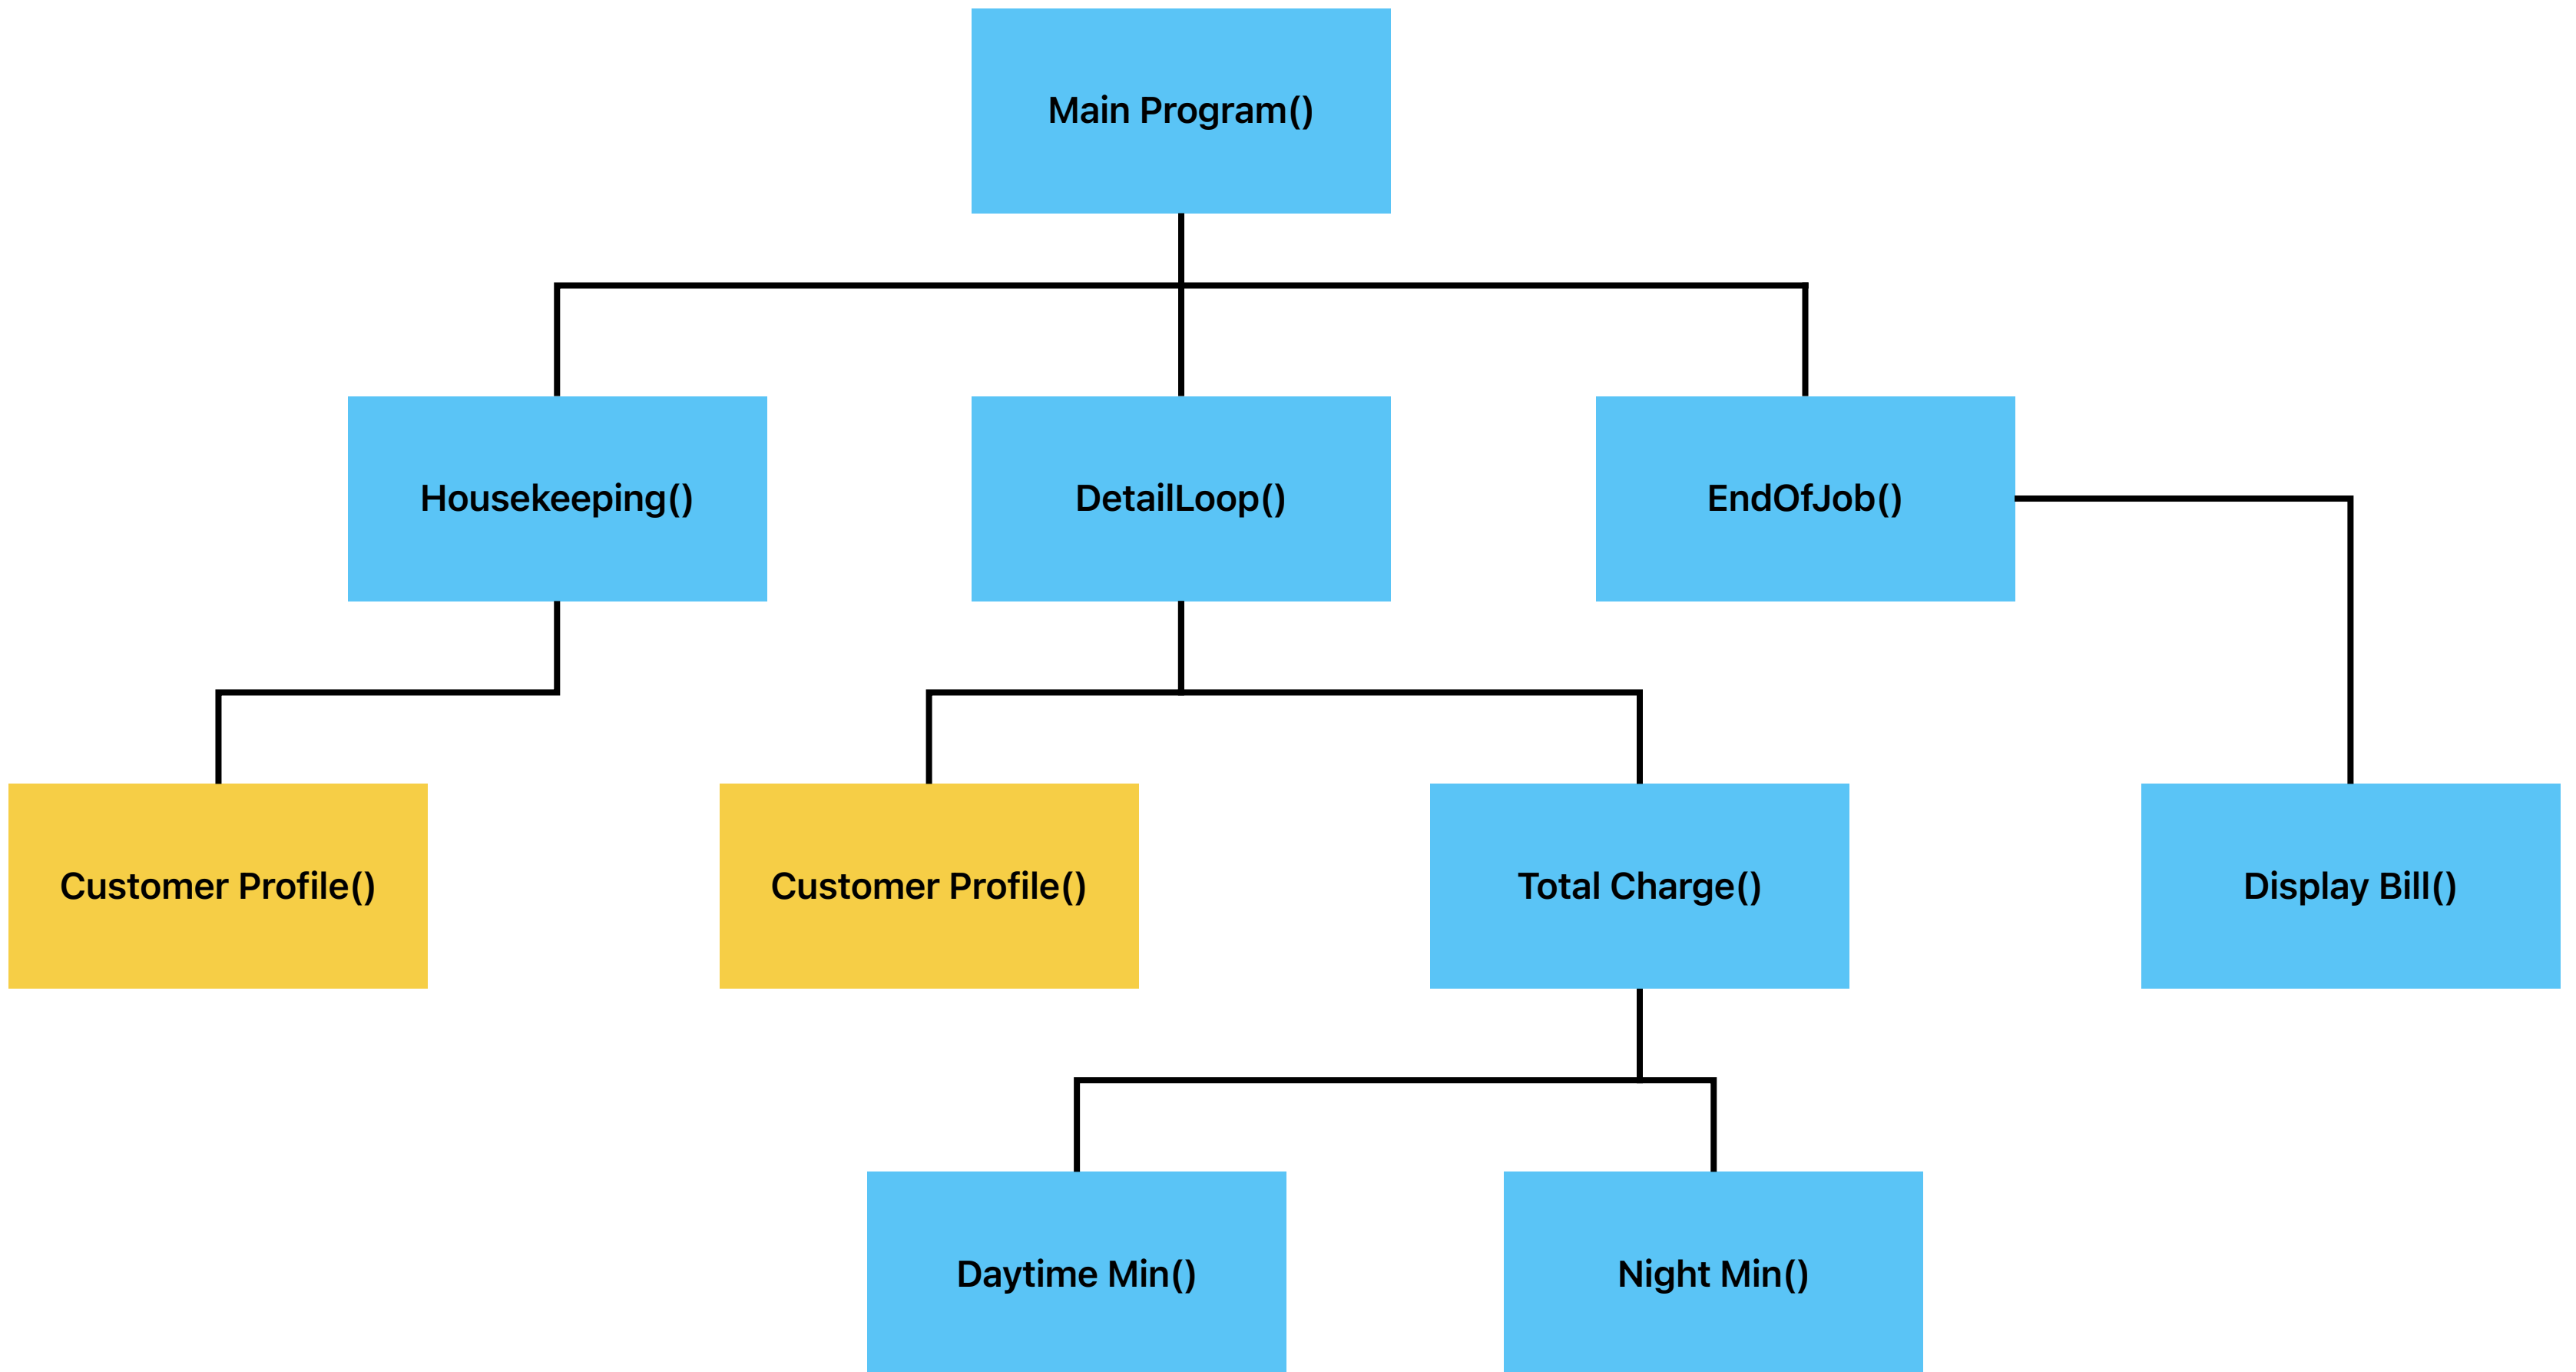 Main Program()
Housekeeping()
DetailLoop()
EndOfJob()
Customer Profile()
Customer Profile()
Total Charge()
Display Bill()
Daytime Min()
Night Min()